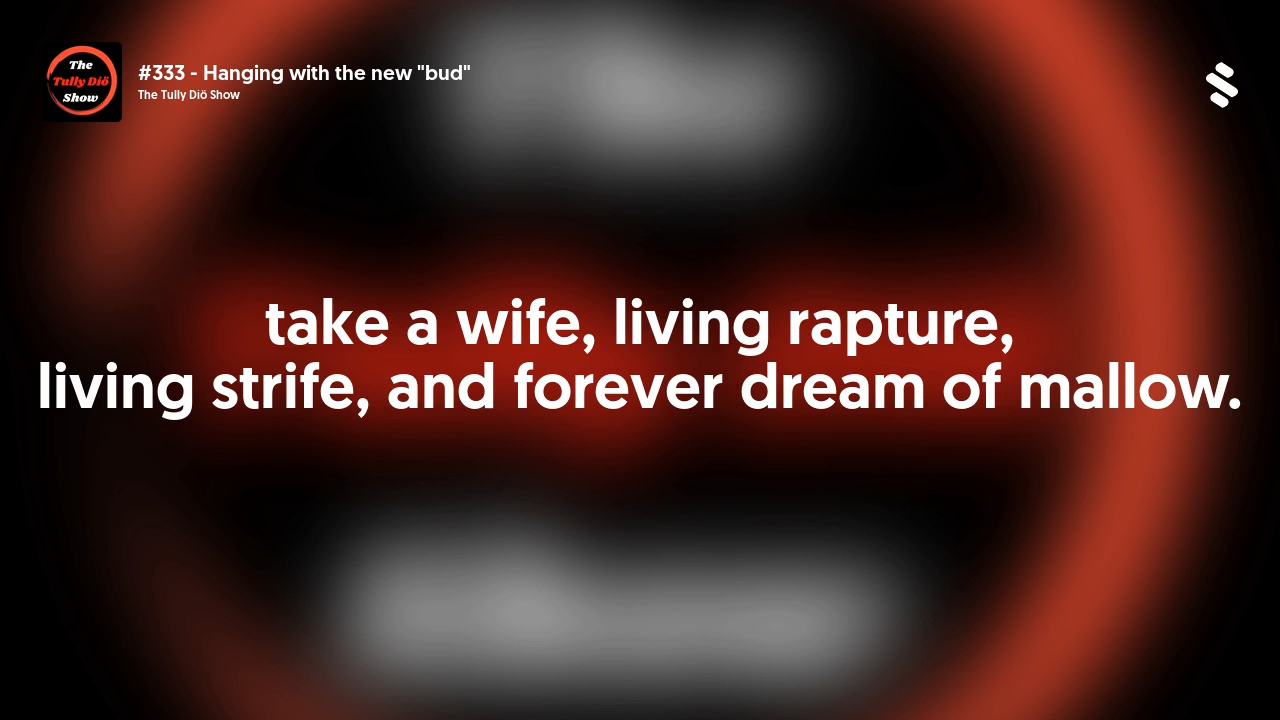 The
Tully Diö
Show
#333 - Hanging with the new "bud"
The Tully Diö Show
take a wife, living rapture,
living strife, and forever dream of mallow.